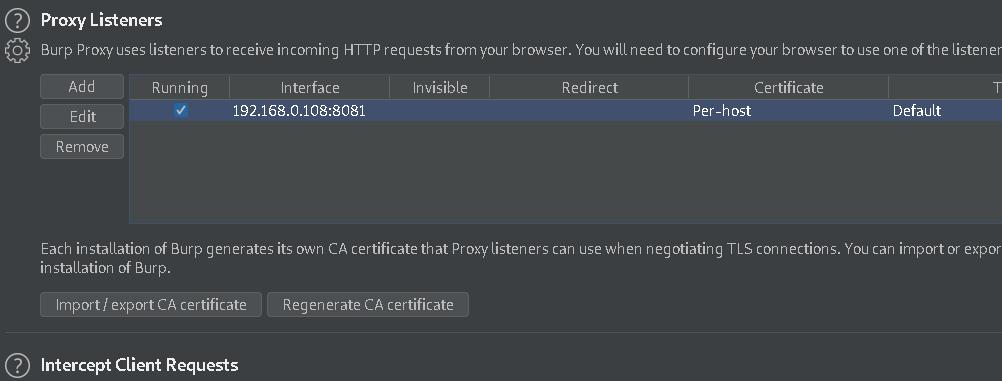 Proxy Listeners
Burp Proxy uses listeners to receive incoming HTTP requests from your browser. You will need to configure your browser to use one of the listener
Add
Running Interface Invisible Redirect Certificate T
192.168.0.108:8081 Per-host Default
Edit
Remove
Each installation of Burp generates its own CA certificate that Proxy listeners can use when negotiating TLS connections. You can import or expor
installation of Burp.
Import / export CA certificate Regenerate CA certificate
Intercept Client Requests